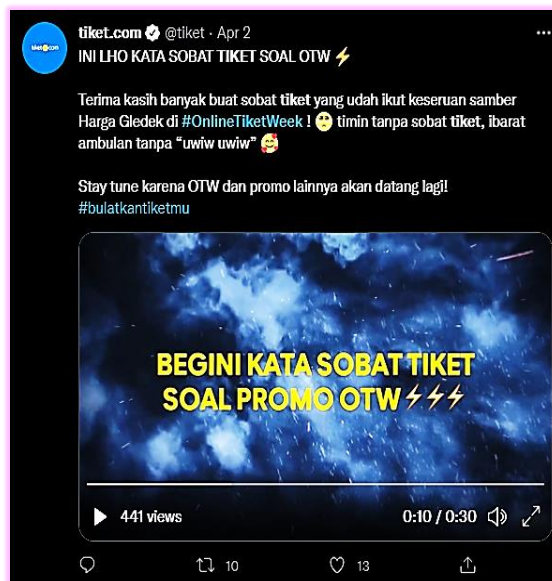 tiket.com @tiket · Apr 2
INI LHO KATA SOBAT TIKET SOAL OTW ⚡
Terima kasih banyak buat sobat tiket yang udah ikut keseruan samber
Harga Gledek di #OnlineTiketWeek ! 🥺 timin tanpa sobat tiket, ibarat
ambulan tanpa “uwiw uwiw” 🥰
Stay tune karena OTW dan promo lainnya akan datang lagi!
#bulatkantiketmu
BEGINI KATA SOBAT TIKET
SOAL PROMO OTW⚡⚡⚡
441 views 0:10 / 0:30
10 13